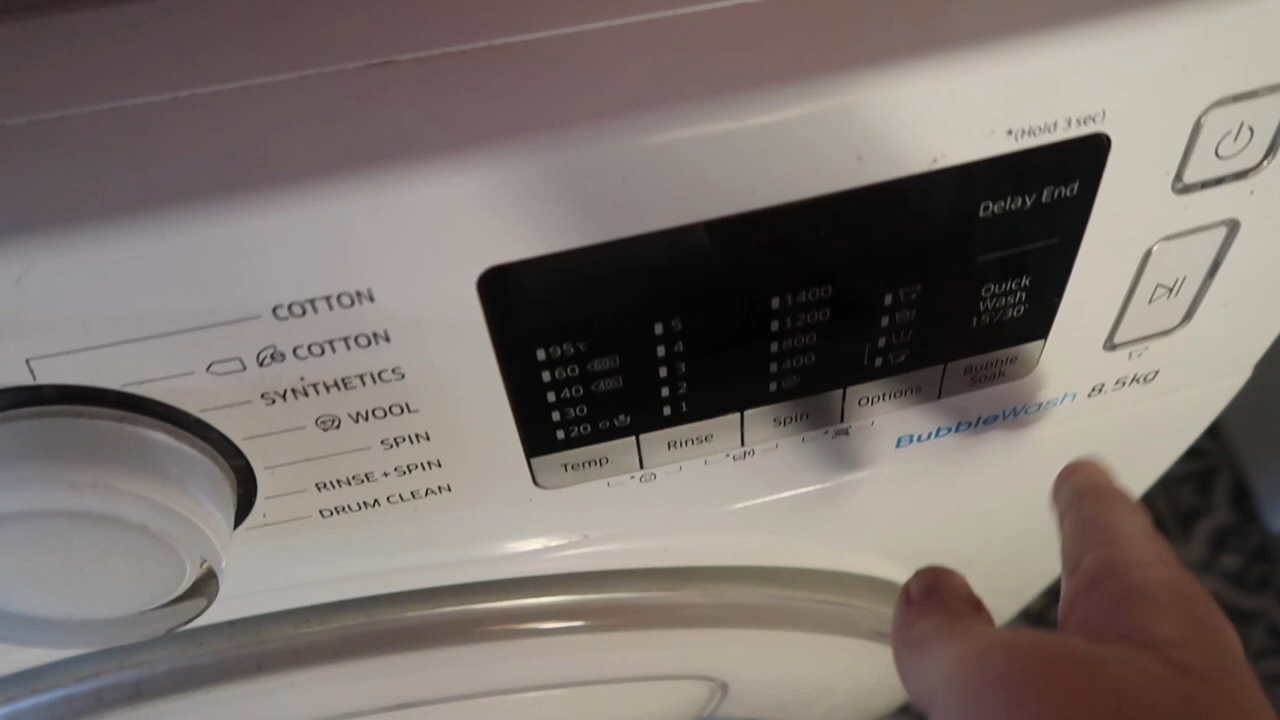 *(Hold 3 sec)
Delay End
Quick
Wash
15'/30'
COTTON
COTTON
SYNTHETICS
WOOL
SPIN
RINSE+SPIN
DRUM CLEAN
95℃
60
40
30
20
5
4
3
2
1
1400
1200
800
400
Temp.
Rinse
Spin
Options
Bubble
Soak
BubbleWash 8.5kg